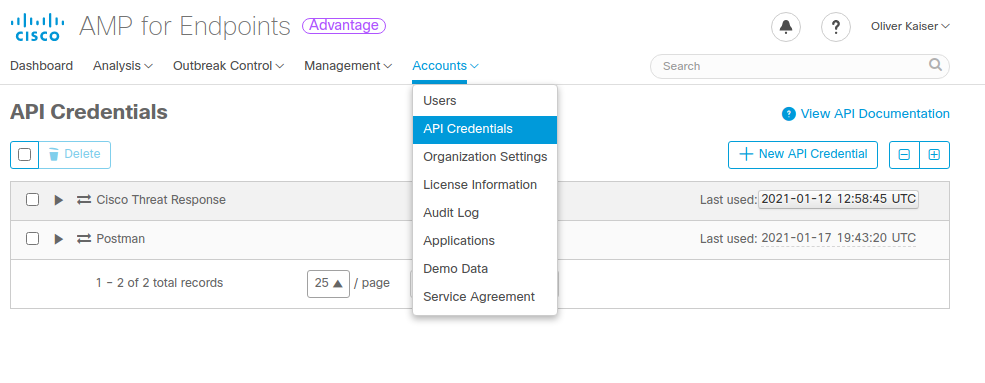 CISCO
AMP for Endpoints Advantage
? Oliver Kaiser
Dashboard Analysis Outbreak Control Management Accounts Search
API Credentials
? View API Documentation
Delete
New API Credential
Users
API Credentials
Organization Settings
License Information
Audit Log
Applications
Demo Data
Service Agreement
Cisco Threat Response Last used: 2021-01-12 12:58:45 UTC
Postman Last used: 2021-01-17 19:43:20 UTC
1 – 2 of 2 total records 25 / page